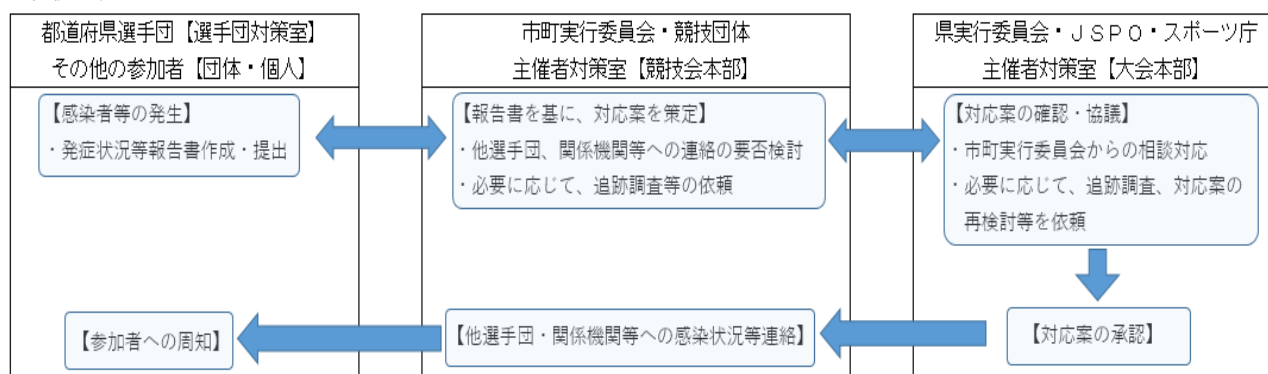 都道府県選手団【選手団対策室】
その他の参加者【団体・個人】
市町実行委員会・競技団体
主催者対策室【競技会本部】
県実行委員会・ＪＳＰＯ・スポーツ庁
主催者対策室【大会本部】
【感染者等の発生】
・発症状況等報告書作成・提出
【報告書を基に、対応案を策定】
・他選手団、関係機関等への連絡の要否検討
・必要に応じて、追跡調査等の依頼
【対応案の確認・協議】
・市町実行委員会からの相談対応
・必要に応じて、追跡調査、対応案の
再検討等を依頼
【参加者への周知】
【他選手団・関係機関等への感染状況等連絡】
【対応案の承認】